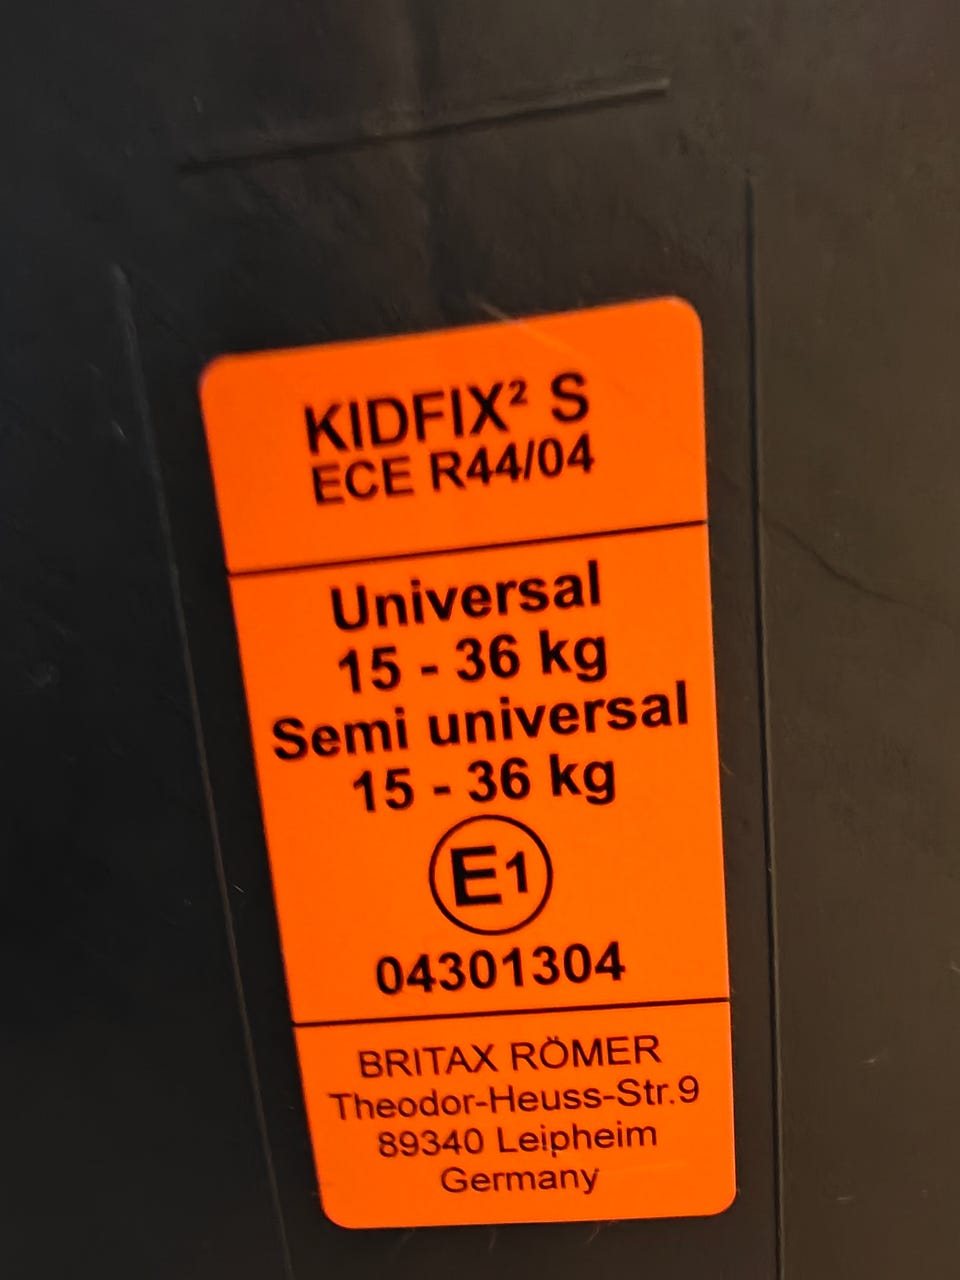 KIDFIX² S
ECE R44/04
Universal
15 - 36 kg
Semi universal
15 - 36 kg
E1
04301304
BRITAX RÖMER
Theodor-Heuss-Str.9
89340 Leipheim
Germany